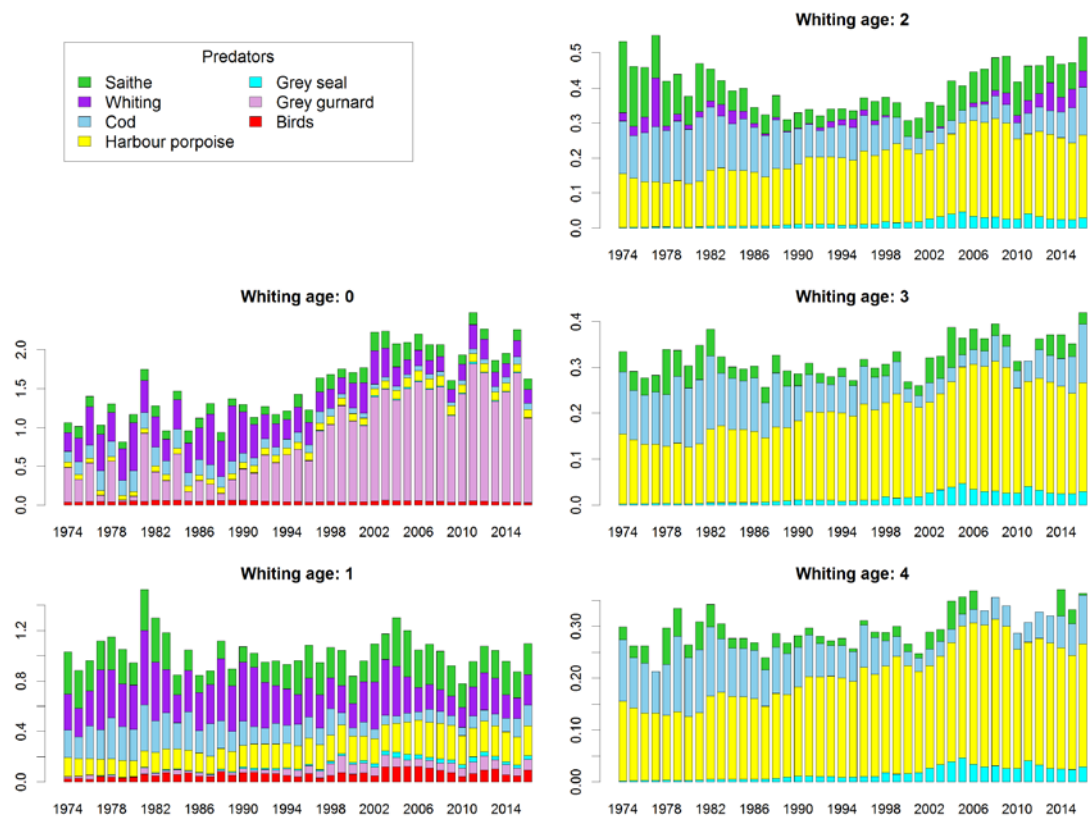 Predators
Saithe
Whiting
Cod
Harbour porpoise
Grey seal
Grey gurnard
Birds
Whiting age: 2
0.5
0.4
0.3
0.2
0.1
0.0
1974 1978 1982 1986 1990 1994 1998 2002 2006 2010 2014
Whiting age: 0
2.0
1.5
1.0
0.5
0.0
1974 1978 1982 1986 1990 1994 1998 2002 2006 2010 2014
Whiting age: 3
0.4
0.3
0.2
0.1
0.0
1974 1978 1982 1986 1990 1994 1998 2002 2006 2010 2014
Whiting age: 1
1.2
0.8
0.4
0.0
1974 1978 1982 1986 1990 1994 1998 2002 2006 2010 2014
Whiting age: 4
0.30
0.20
0.10
0.00
1974 1978 1982 1986 1990 1994 1998 2002 2006 2010 2014